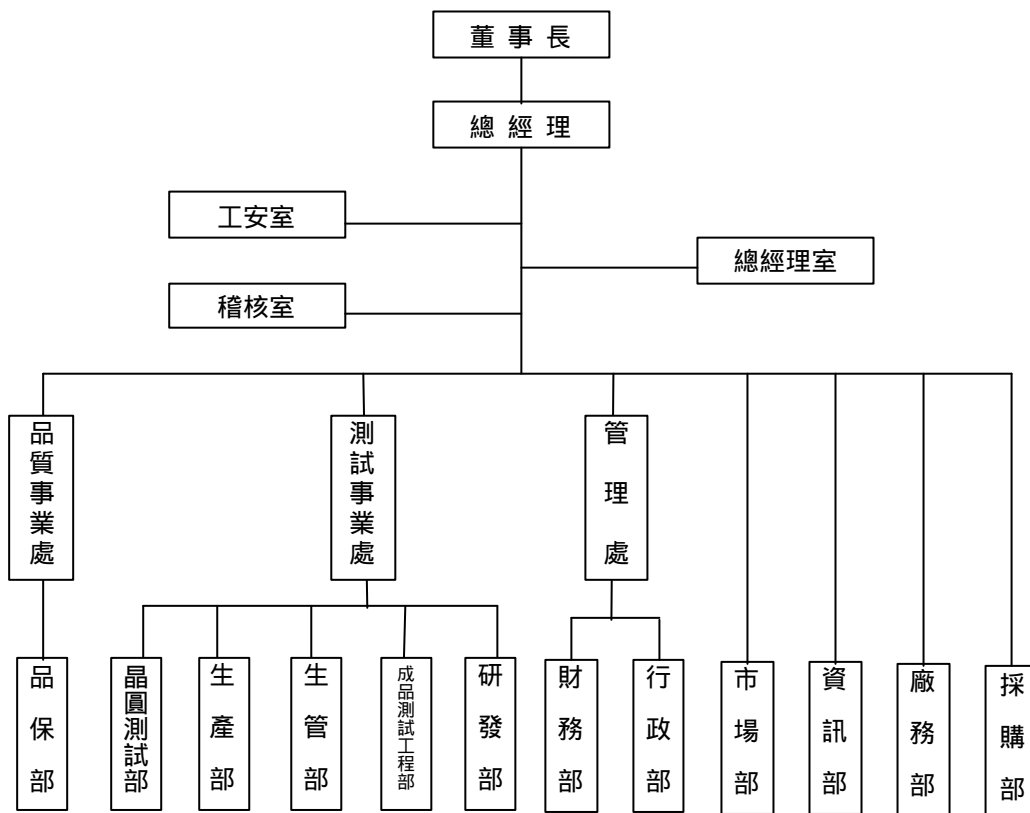 董事長
總經理
工安室
總經理室
稽核室
品質事業處
測試事業處
管理處
品保部
晶圓測試部
生產部
生管部
成品測試工程部
研發部
財務部
行政部
市場部
資訊部
廠務部
採購部